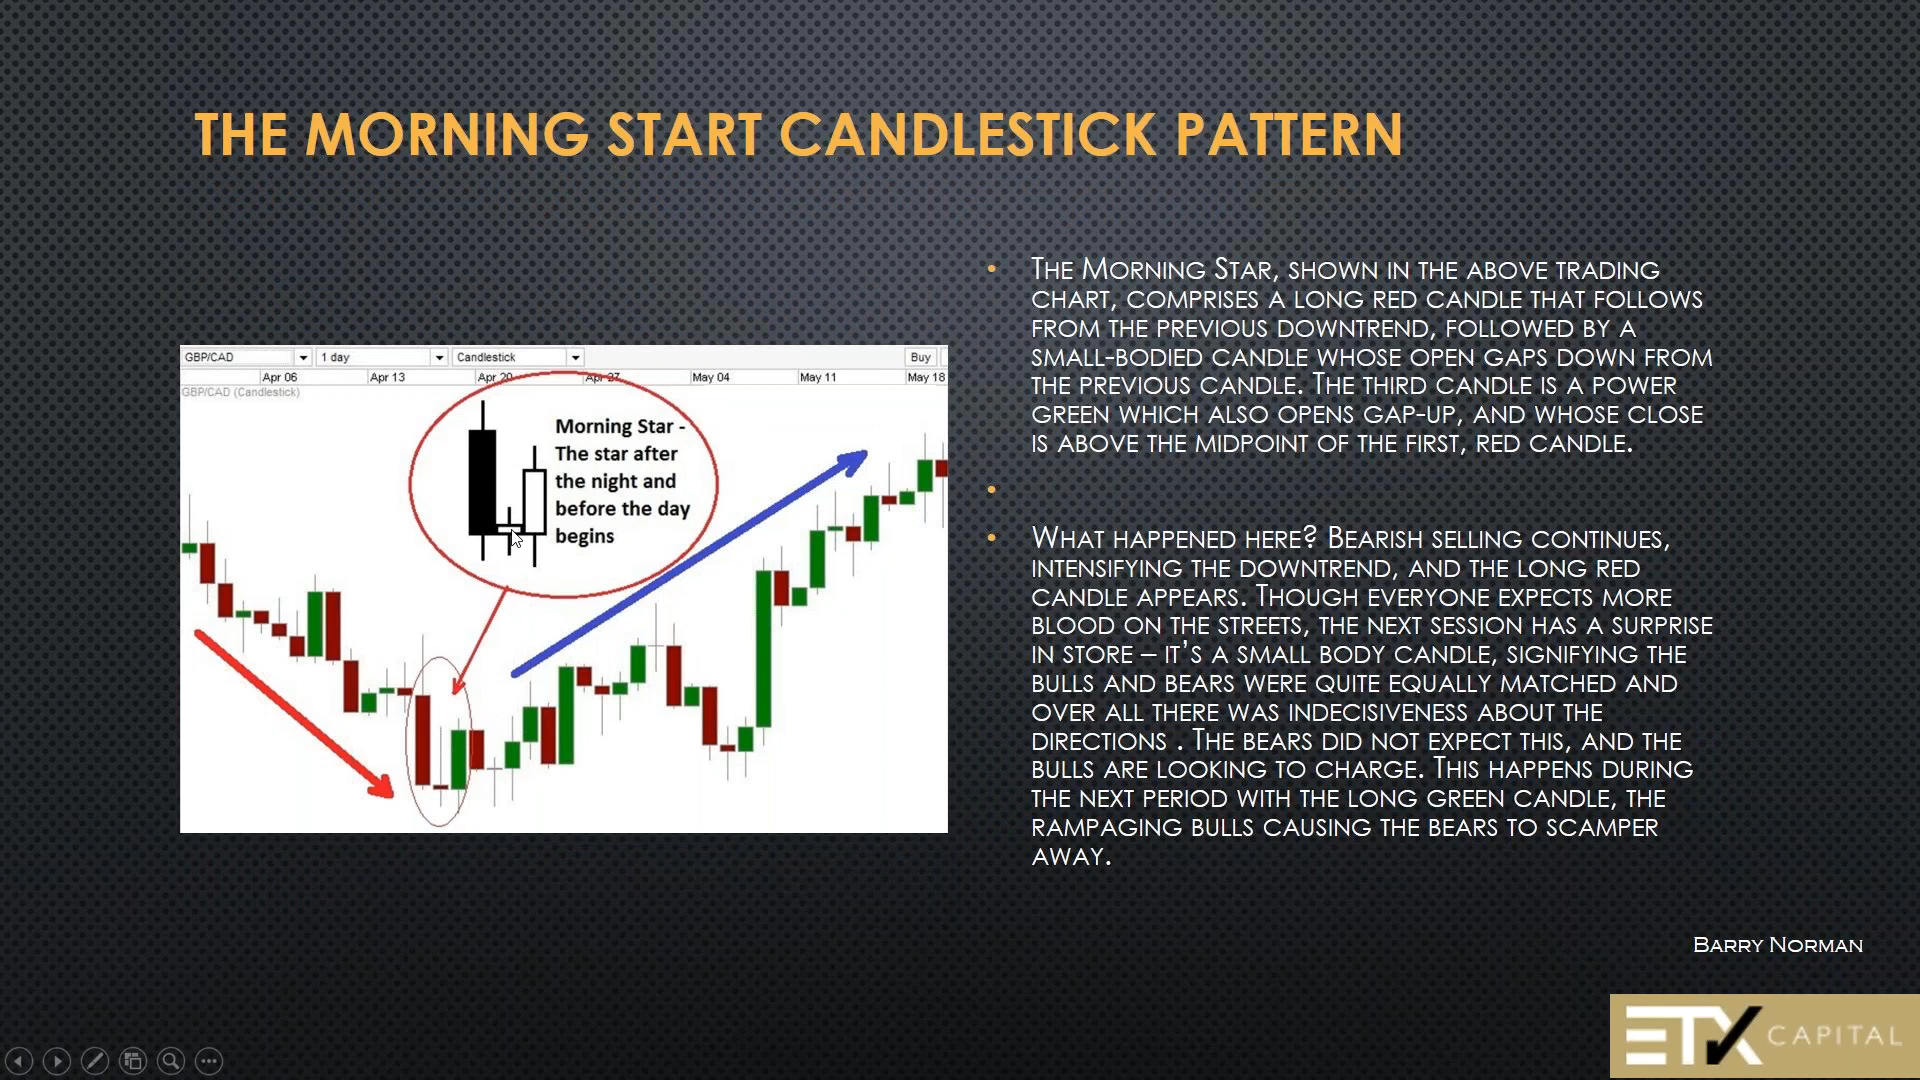 THE MORNING START CANDLESTICK PATTERN
GBP/CAD
1 day
Candlestick
Buy
Apr 06
Apr 13
Apr 20
Apr 27
May 04
May 11
May 18
GBP/CAD (Candlestick)
Morning Star -
The star after
the night and
before the day
begins
• THE MORNING STAR, SHOWN IN THE ABOVE TRADING
CHART, COMPRISES A LONG RED CANDLE THAT FOLLOWS
FROM THE PREVIOUS DOWNTREND, FOLLOWED BY A
SMALL-BODIED CANDLE WHOSE OPEN GAPS DOWN FROM
THE PREVIOUS CANDLE. THE THIRD CANDLE IS A POWER
GREEN WHICH ALSO OPENS GAP-UP, AND WHOSE CLOSE
IS ABOVE THE MIDPOINT OF THE FIRST, RED CANDLE.
•
• WHAT HAPPENED HERE? BEARISH SELLING CONTINUES,
INTENSIFYING THE DOWNTREND, AND THE LONG RED
CANDLE APPEARS. THOUGH EVERYONE EXPECTS MORE
BLOOD ON THE STREETS, THE NEXT SESSION HAS A SURPRISE
IN STORE – IT’S A SMALL BODY CANDLE, SIGNIFYING THE
BULLS AND BEARS WERE QUITE EQUALLY MATCHED AND
OVER ALL THERE WAS INDECISIVENESS ABOUT THE
DIRECTIONS . THE BEARS DID NOT EXPECT THIS, AND THE
BULLS ARE LOOKING TO CHARGE. THIS HAPPENS DURING
THE NEXT PERIOD WITH THE LONG GREEN CANDLE, THE
RAMPAGING BULLS CAUSING THE BEARS TO SCAMPER
AWAY.
BARRY NORMAN
ETX CAPITAL